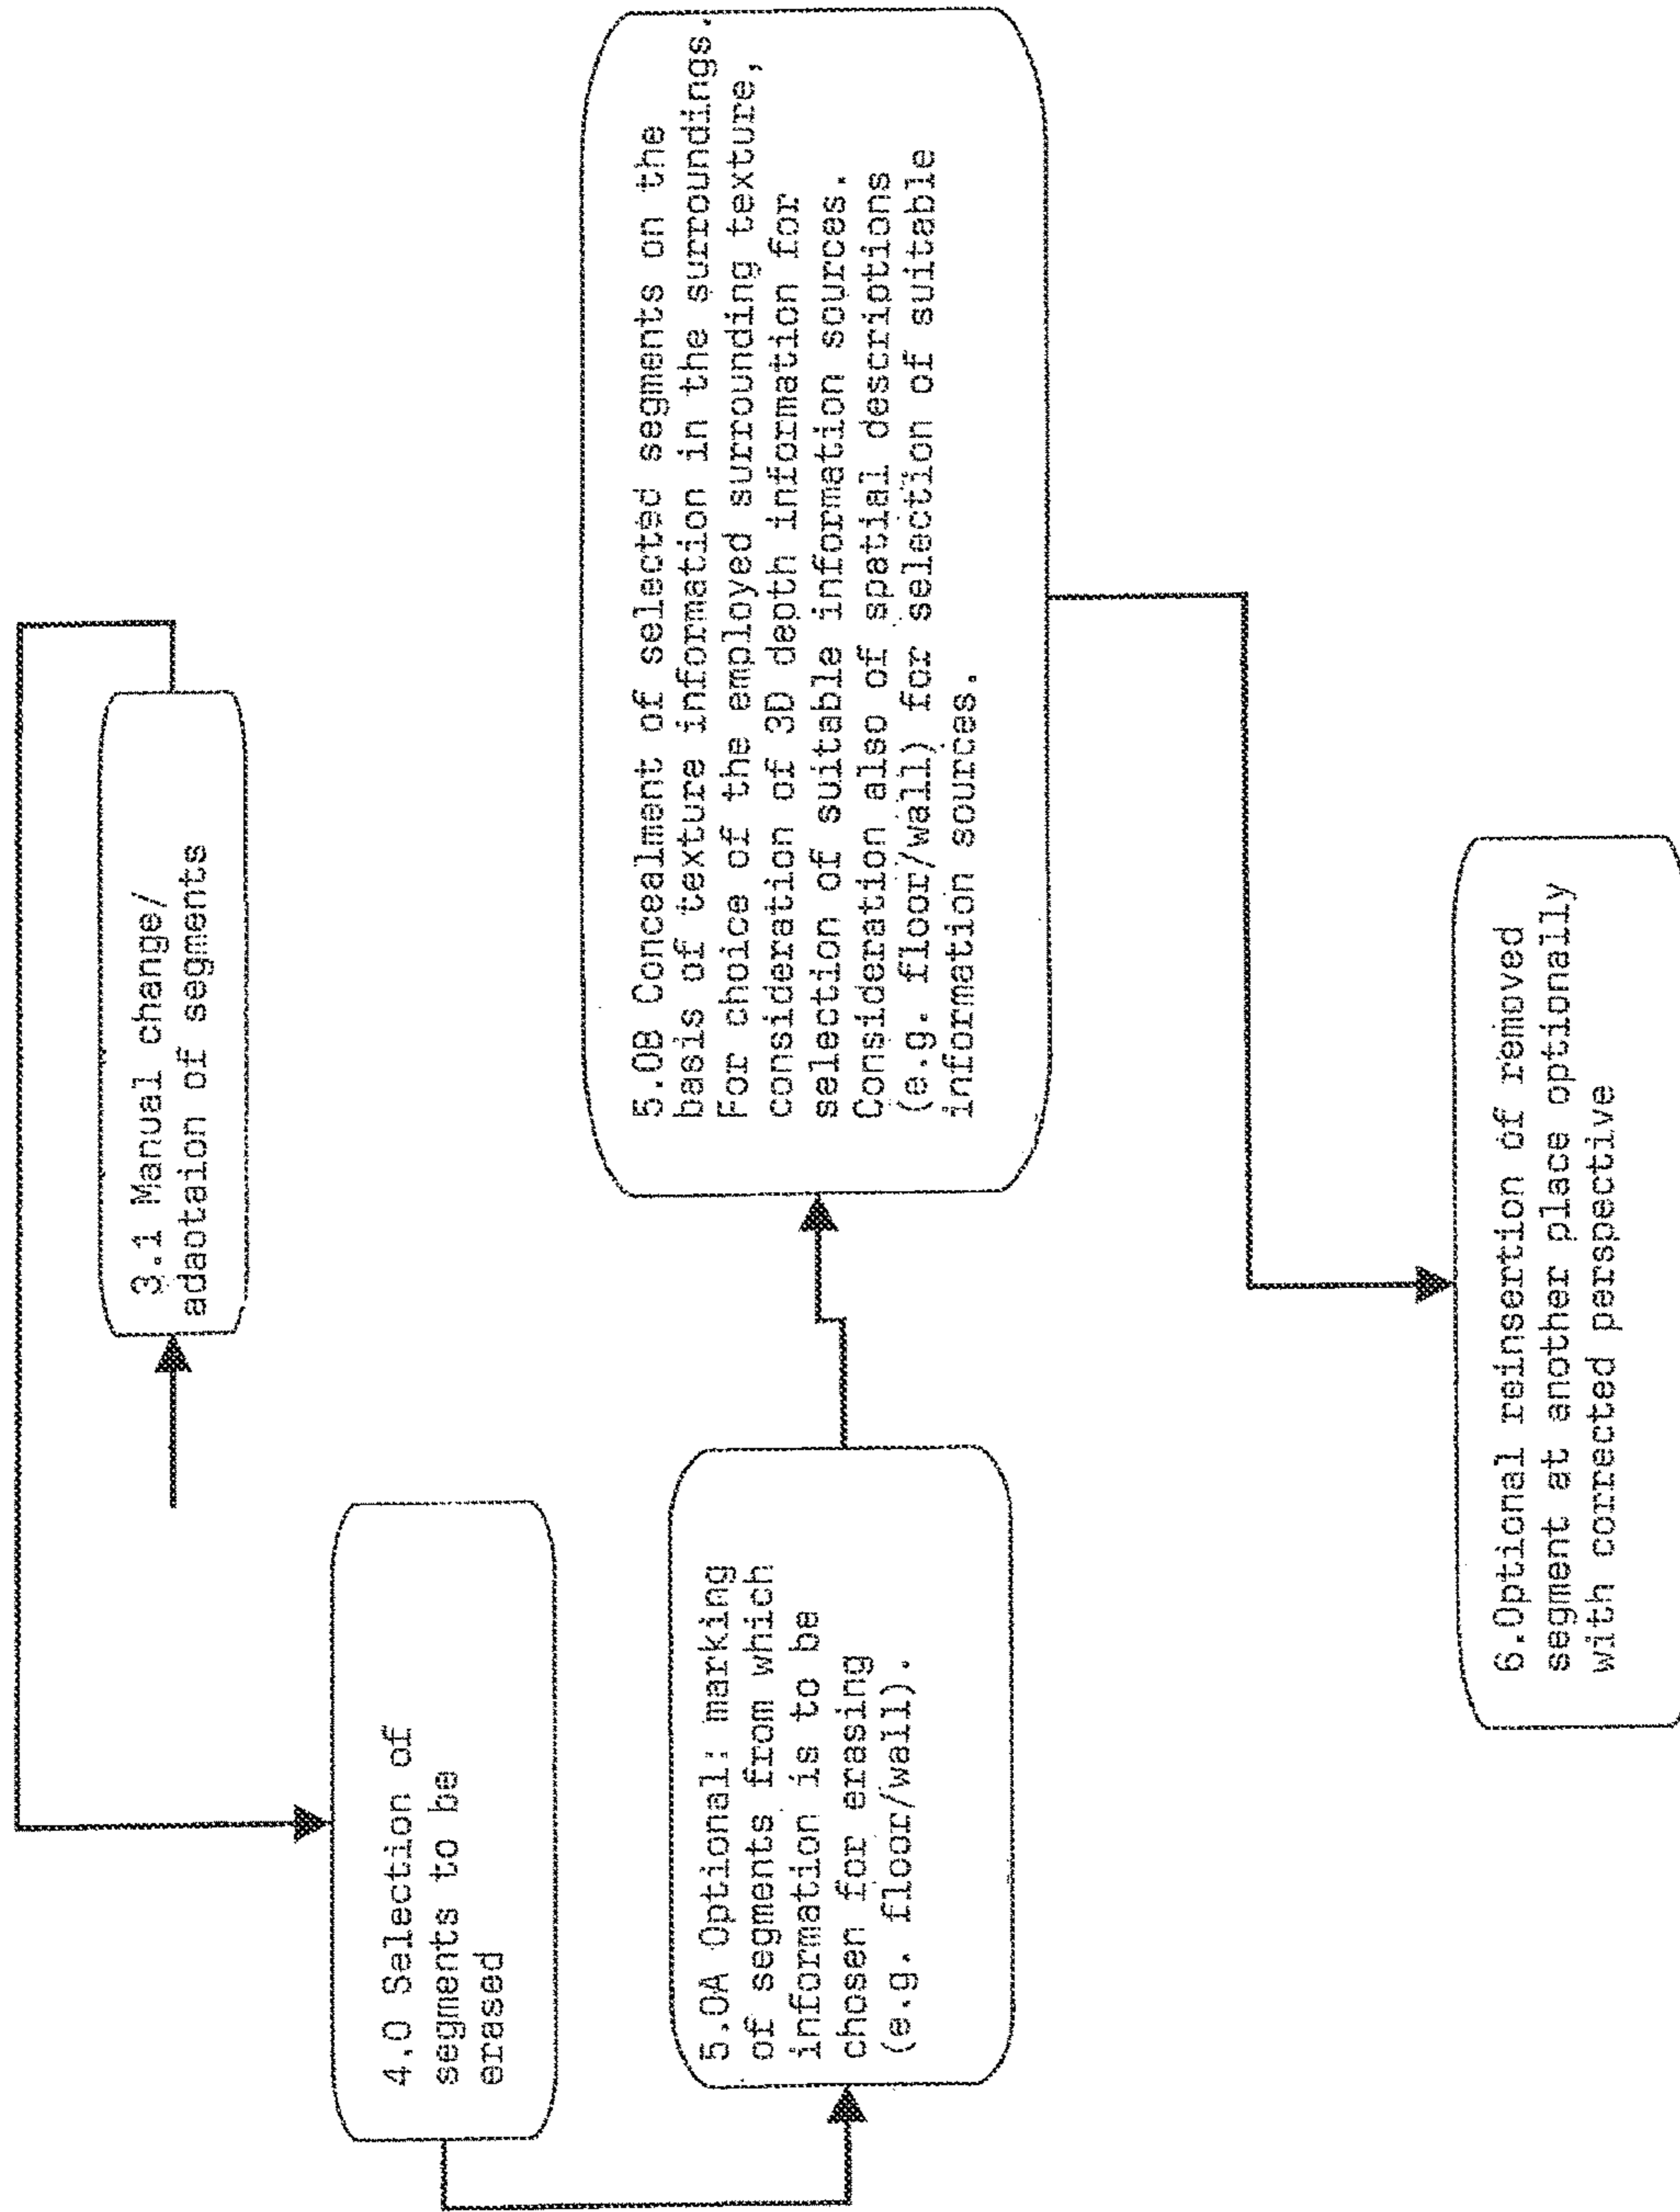 3.1 Manual change/
adaotaion of segments
4.0 Selection of
segments to be
erased
5.0A Optional: marking
of segments from which
information is to be
chosen for erasing
(e.g. floor/wall).
5.0B Concealment of selected segments on the
basis of texture information in the surroundings.
For choice of the employed surrounding texture,
consideration of 3D depth information for
selection of suitable information sources.
Consideration also of spatial descriptions
(e.g. floor/wall) for selection of suitable
information sources.
6.Optional reinsertion of removed
segment at another place optionally
with corrected perspective